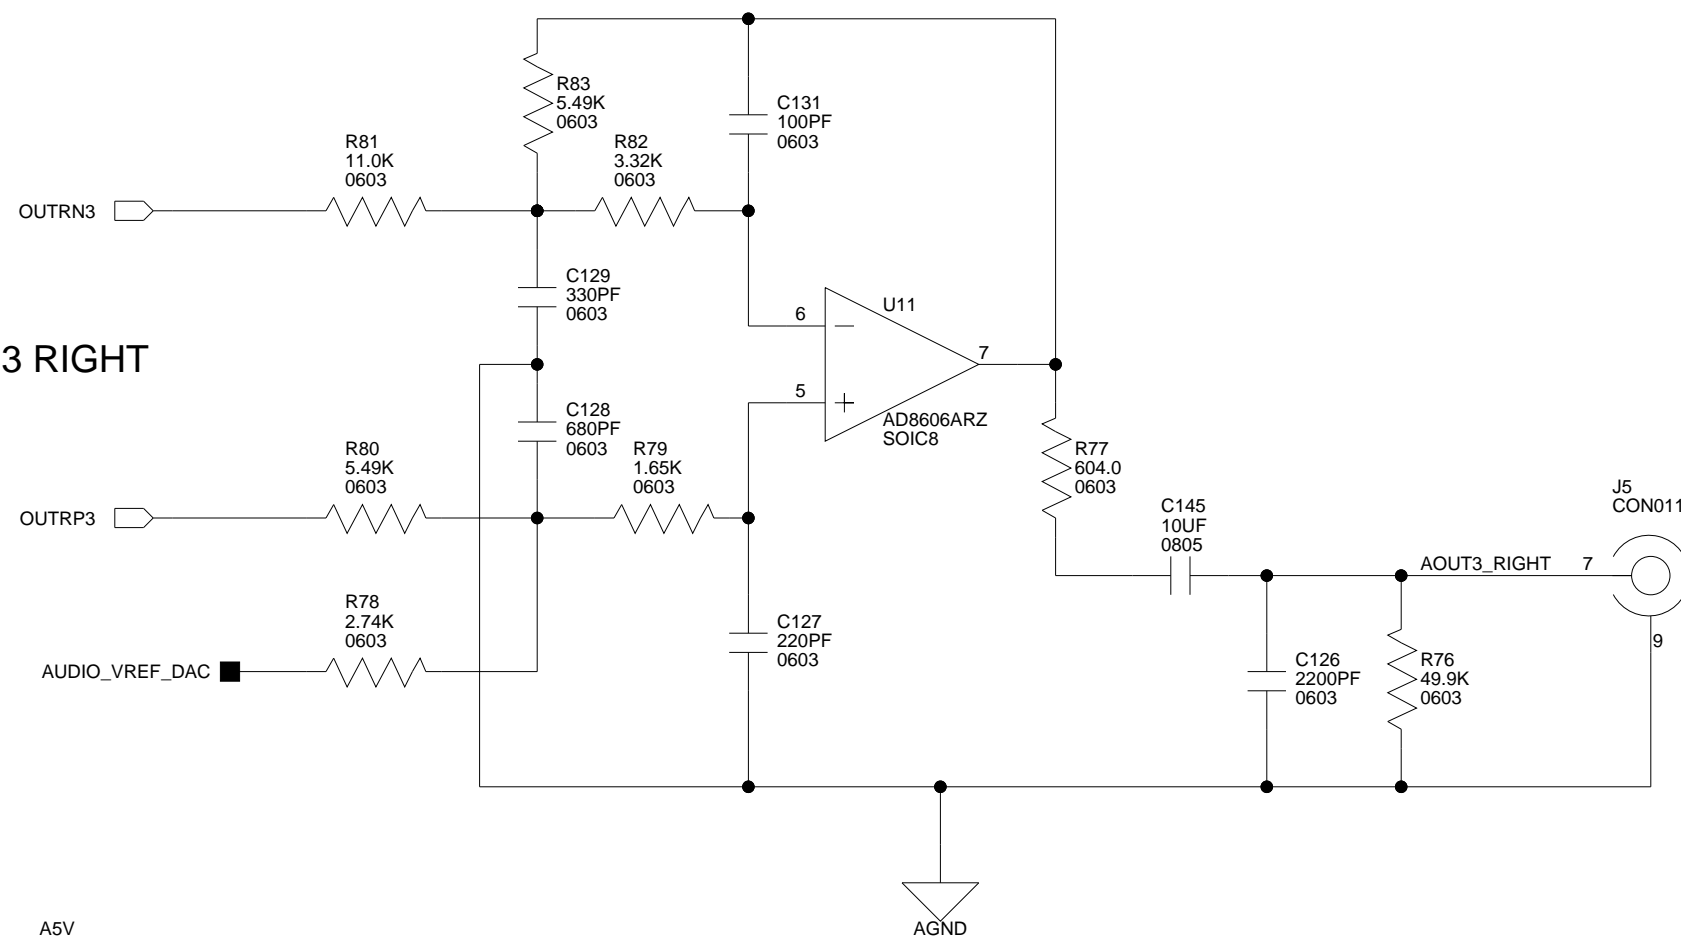 R83
5.49K
0603
C131
100PF
0603
R81
11.0K
0603
R82
3.32K
0603
OUTRN3
C129
330PF
0603
6
U11
3 RIGHT
7
5
C128
680PF
0603
AD8606ARZ
SOIC8
R80
5.49K
0603
R79
1.65K
0603
R77
604.0
0603
J5
CON011
C145
10UF
0805
OUTRP3
AOUT3_RIGHT 7
R78
2.74K
0603
C127
220PF
0603
9
AUDIO_VREF_DAC
C126
2200PF
0603
R76
49.9K
0603
A5V
AGND